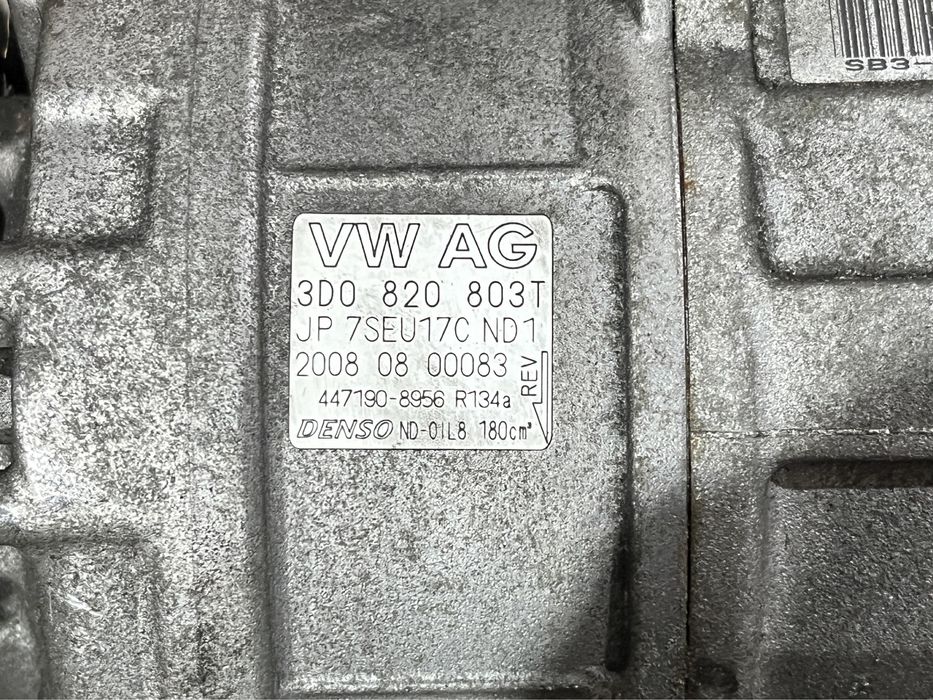 SB3-
VW AG
3D0 820 803T
JP 7SEU17C ND1
2008 08 00083
REV
447190-8956 R134a
DENSO ND-OIL8 180cm³